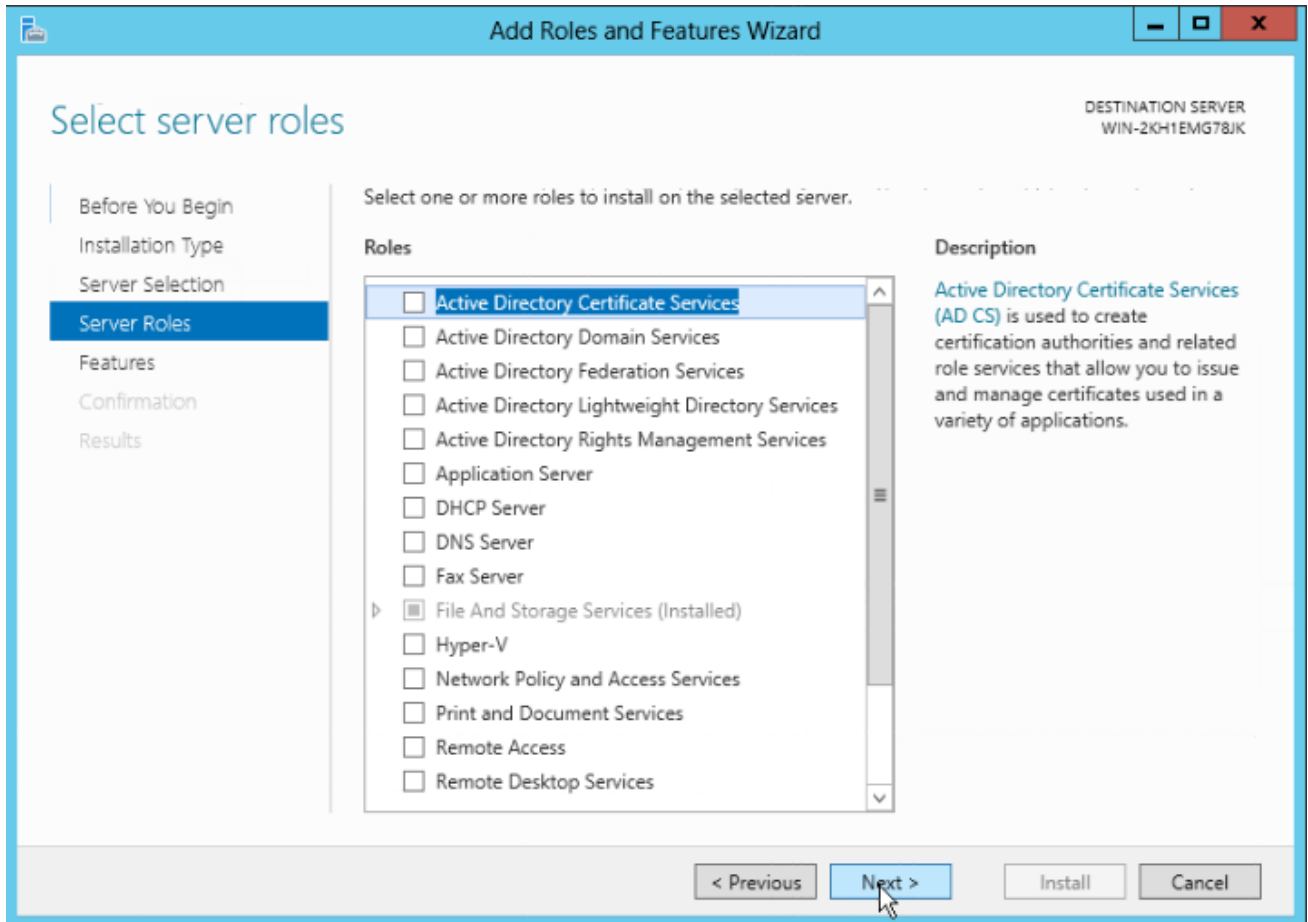 Add Roles and Features Wizard
Select server roles
DESTINATION SERVER
WIN-2KH1EMG78JK
Before You Begin
Installation Type
Server Selection
Server Roles
Features
Confirmation
Results
Select one or more roles to install on the selected server.
Roles
Active Directory Certificate Services
Active Directory Domain Services
Active Directory Federation Services
Active Directory Lightweight Directory Services
Active Directory Rights Management Services
Application Server
DHCP Server
DNS Server
Fax Server
File And Storage Services (Installed)
Hyper-V
Network Policy and Access Services
Print and Document Services
Remote Access
Remote Desktop Services
Description
Active Directory Certificate Services
(AD CS) is used to create
certification authorities and related
role services that allow you to issue
and manage certificates used in a
variety of applications.
< Previous
Next >
Install
Cancel